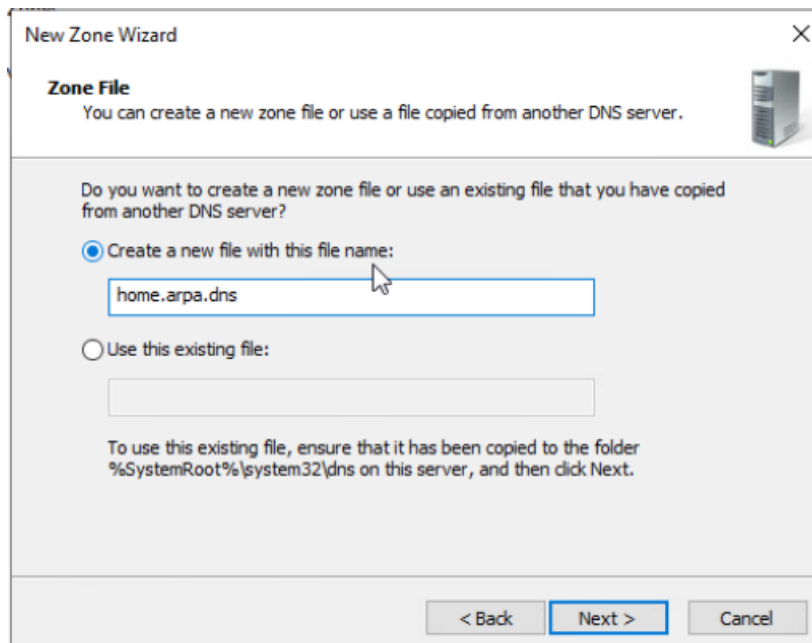 New Zone Wizard
Zone File
You can create a new zone file or use a file copied from another DNS server.
Do you want to create a new zone file or use an existing file that you have copied
from another DNS server?
Create a new file with this file name:
home.arpa.dns
Use this existing file:
To use this existing file, ensure that it has been copied to the folder
%SystemRoot%\system32\dns on this server, and then click Next.
< Back Next > Cancel